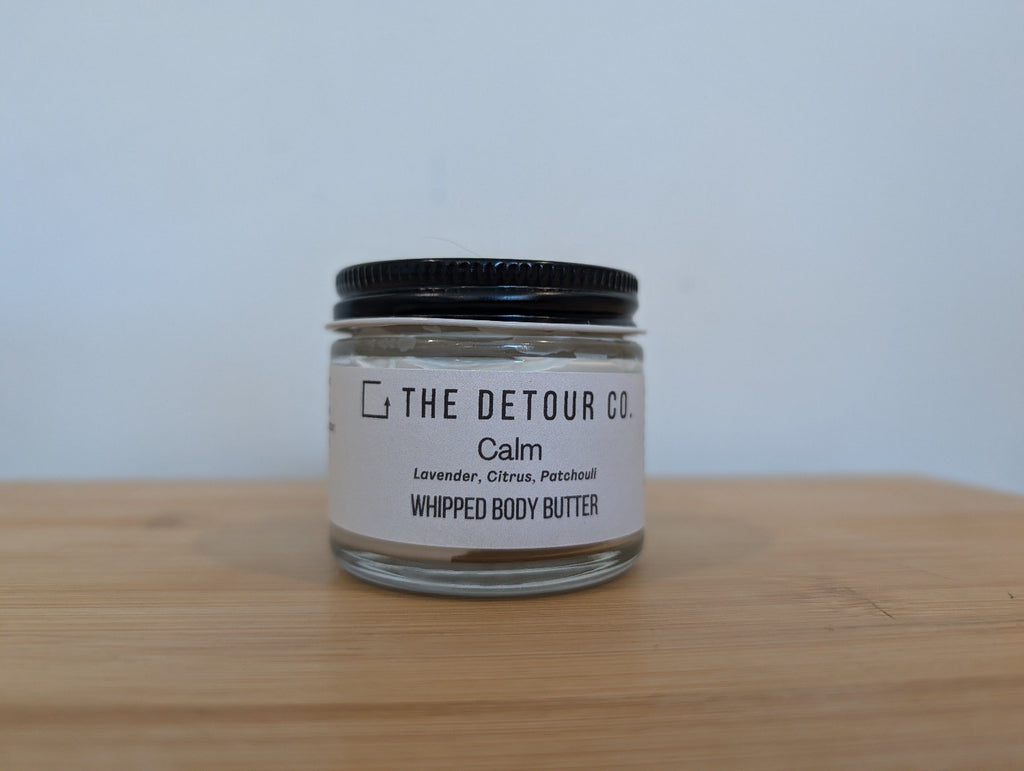 THE DETOUR CO.
Calm
Lavender, Citrus, Patchouli
WHIPPED BODY BUTTER